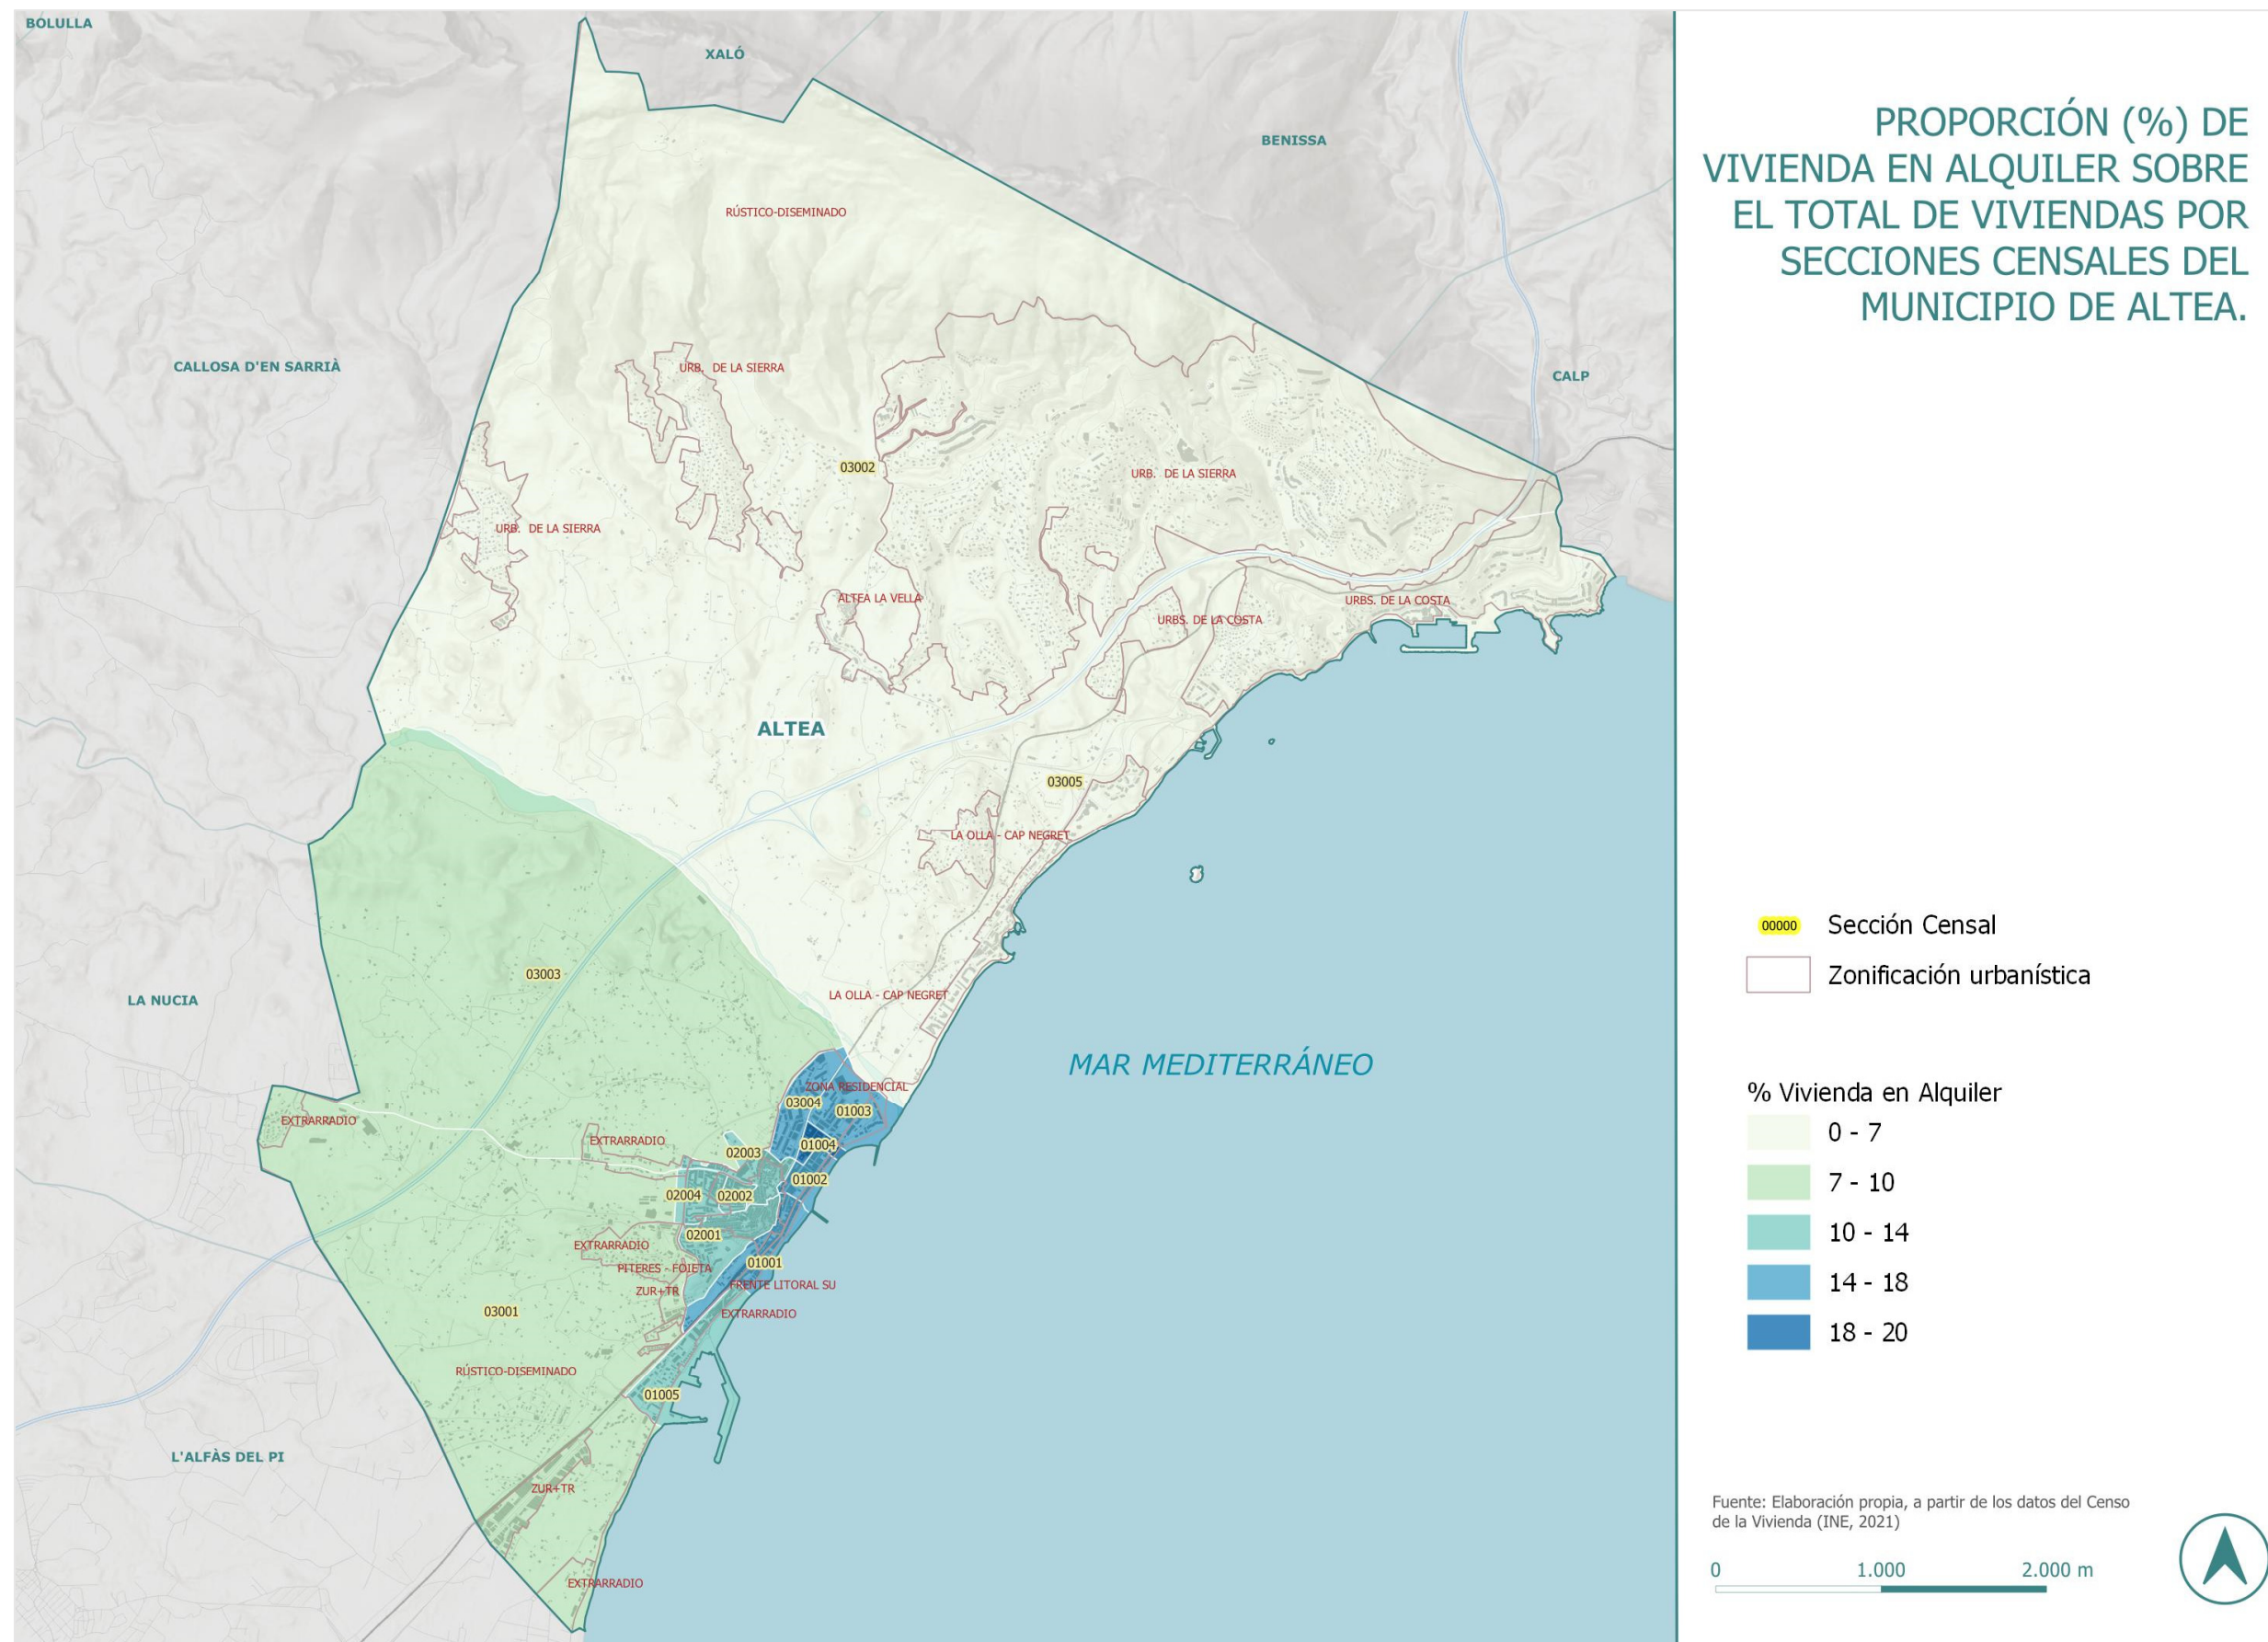 BOLULLA
XALÓ
BENISSA
RÚSTICO-DISEMINADO
CALLOSA D'EN SARRIÀ
URB. DE LA SIERRA
CALP
03002
URB. DE LA SIERRA
URB. DE LA SIERRA
ALTEA LA VELLA
URBS. DE LA COSTA
URBS. DE LA COSTA
ALTEA
03005
LA OLLA - CAP NEGRET
03003
LA NUCIA
LA OLLA - CAP NEGRET
MAR MEDITERRÁNEO
ZONA RESIDENCIAL
03004
01003
EXTRARRADIO
EXTRARRADIO
01004
02003
01002
02004
02002
02001
EXTRARRADIO
01001
PITERES - FOIETA
FRENTE LITORAL SU
ZUR+TR
03001
EXTRARRADIO
RÚSTICO-DISEMINADO
01005
L'ALFÀS DEL PI
ZUR+TR
EXTRARRADIO
PROPORCIÓN (%) DE
VIVIENDA EN ALQUILER SOBRE
EL TOTAL DE VIVIENDAS POR
SECCIONES CENSALES DEL
MUNICIPIO DE ALTEA.
00000 Sección Censal
Zonificación urbanística
% Vivienda en Alquiler
0 - 7
7 - 10
10 - 14
14 - 18
18 - 20
Fuente: Elaboración propia, a partir de los datos del Censo
de la Vivienda (INE, 2021)
0 1.000 2.000 m